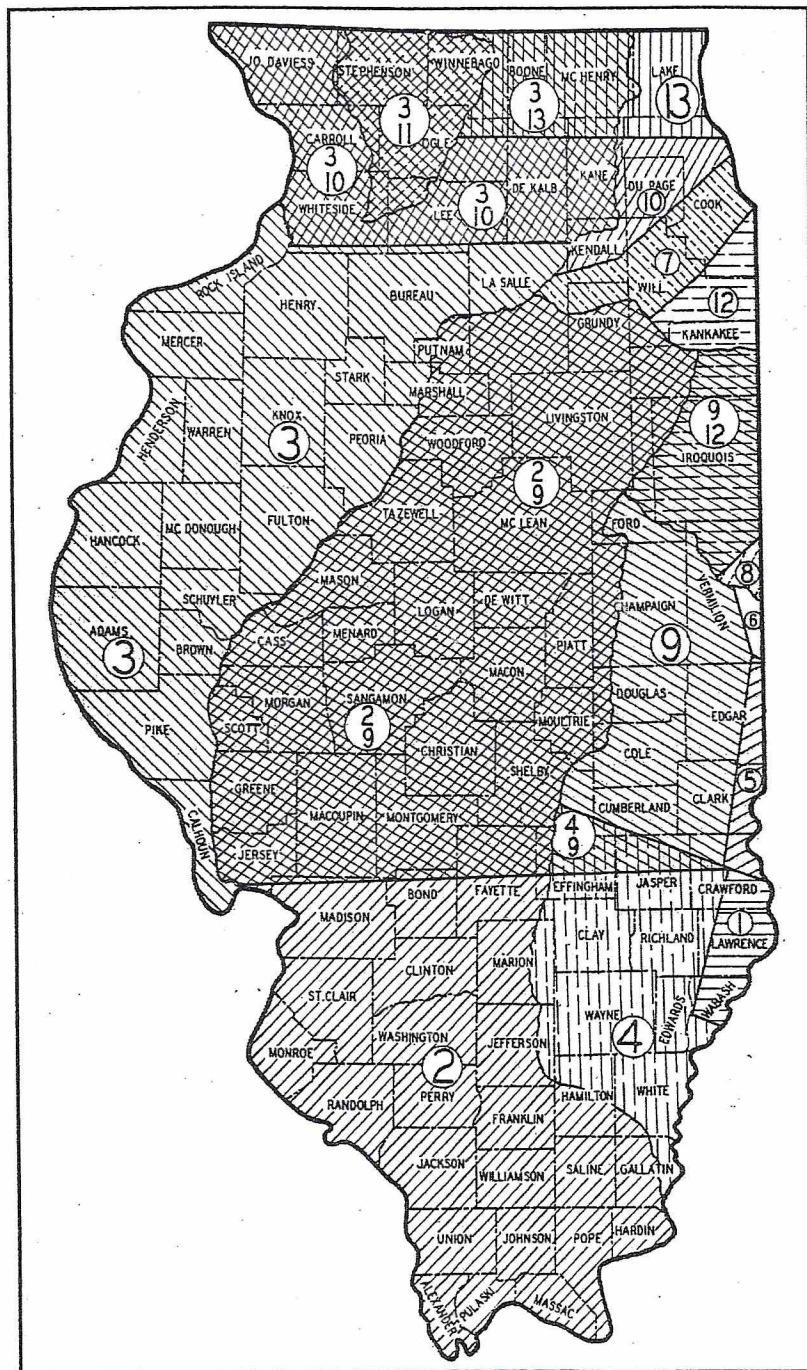 JO DAVIESS
STEPHENSON
WINNEBAGO
BOONE
MC HENRY
LAKE
13
3
13
3
11
CARROLL
OGLE
3
10
WHITESIDE
LEE
3
10
DE KALB
KANE
DU PAGE
10
COOK
KENDALL
7
WILL
ROCK ISLAND
HENRY
BUREAU
LA SALLE
GRUNDY
12
KANKAKEE
MERCER
PUTNAM
STARK
MARSHALL
HENDERSON
WARREN
KNOX
3
PEORIA
WOODFORD
LIVINGSTON
9
12
IROQUOIS
2
9
HANCOCK
MC DONOUGH
FULTON
TAZEWELL
MC LEAN
FORD
MASON
8
VERMILION
SCHUYLER
LOGAN
DE WITT
CHAMPAIGN
6
ADAMS
3
BROWN
CASS
MENARD
PIATT
9
MACON
PIKE
MORGAN
SANGAMON
DOUGLAS
SCOTT
2
9
MOULTRIE
EDGAR
CHRISTIAN
COLE
SHELBY
GREENE
5
CUMBERLAND
CLARK
CALHOUN
MACOUPIN
MONTGOMERY
4
9
JERSEY
BOND
FAYETTE
EFFINGHAM
JASPER
CRAWFORD
MADISON
1
CLAY
RICHLAND
LAWRENCE
CLINTON
MARION
ST. CLAIR
WABASH
WAYNE
EDWARDS
WASHINGTON
JEFFERSON
4
MONROE
2
PERRY
HAMILTON
WHITE
RANDOLPH
FRANKLIN
JACKSON
WILLIAMSON
SALINE
GALLATIN
UNION
JOHNSON
POPE
HARDIN
ALEXANDER
PULASKI
MASSAC